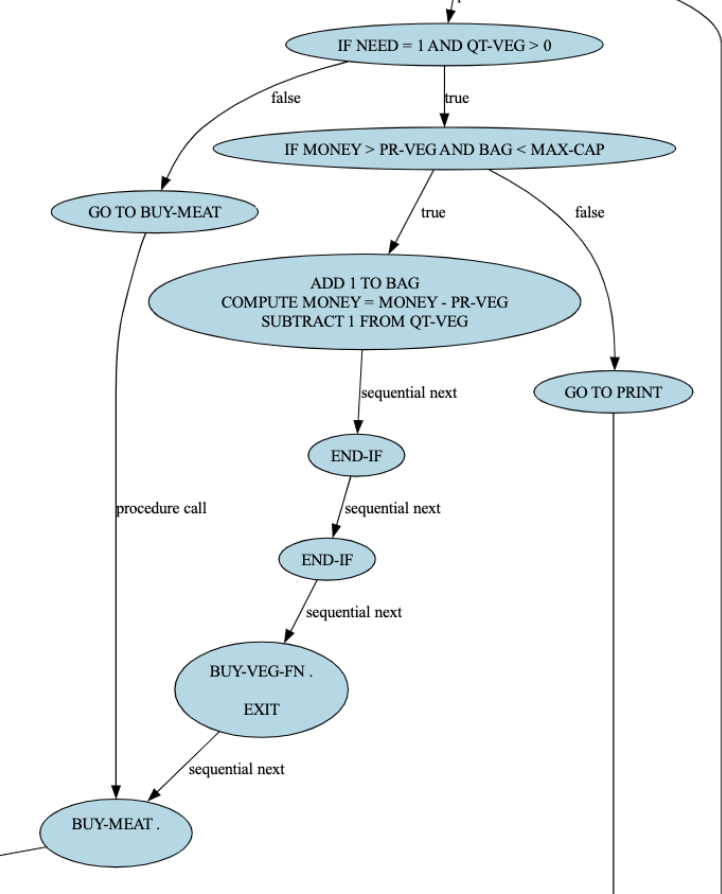 IF NEED = 1 AND QT-VEG > 0
false
true
IF MONEY > PR-VEG AND BAG < MAX-CAP
GO TO BUY-MEAT
true
false
ADD 1 TO BAG
COMPUTE MONEY = MONEY - PR-VEG
SUBTRACT 1 FROM QT-VEG
sequential next
GO TO PRINT
END-IF
procedure call
sequential next
END-IF
sequential next
BUY-VEG-FN .
EXIT
sequential next
BUY-MEAT .